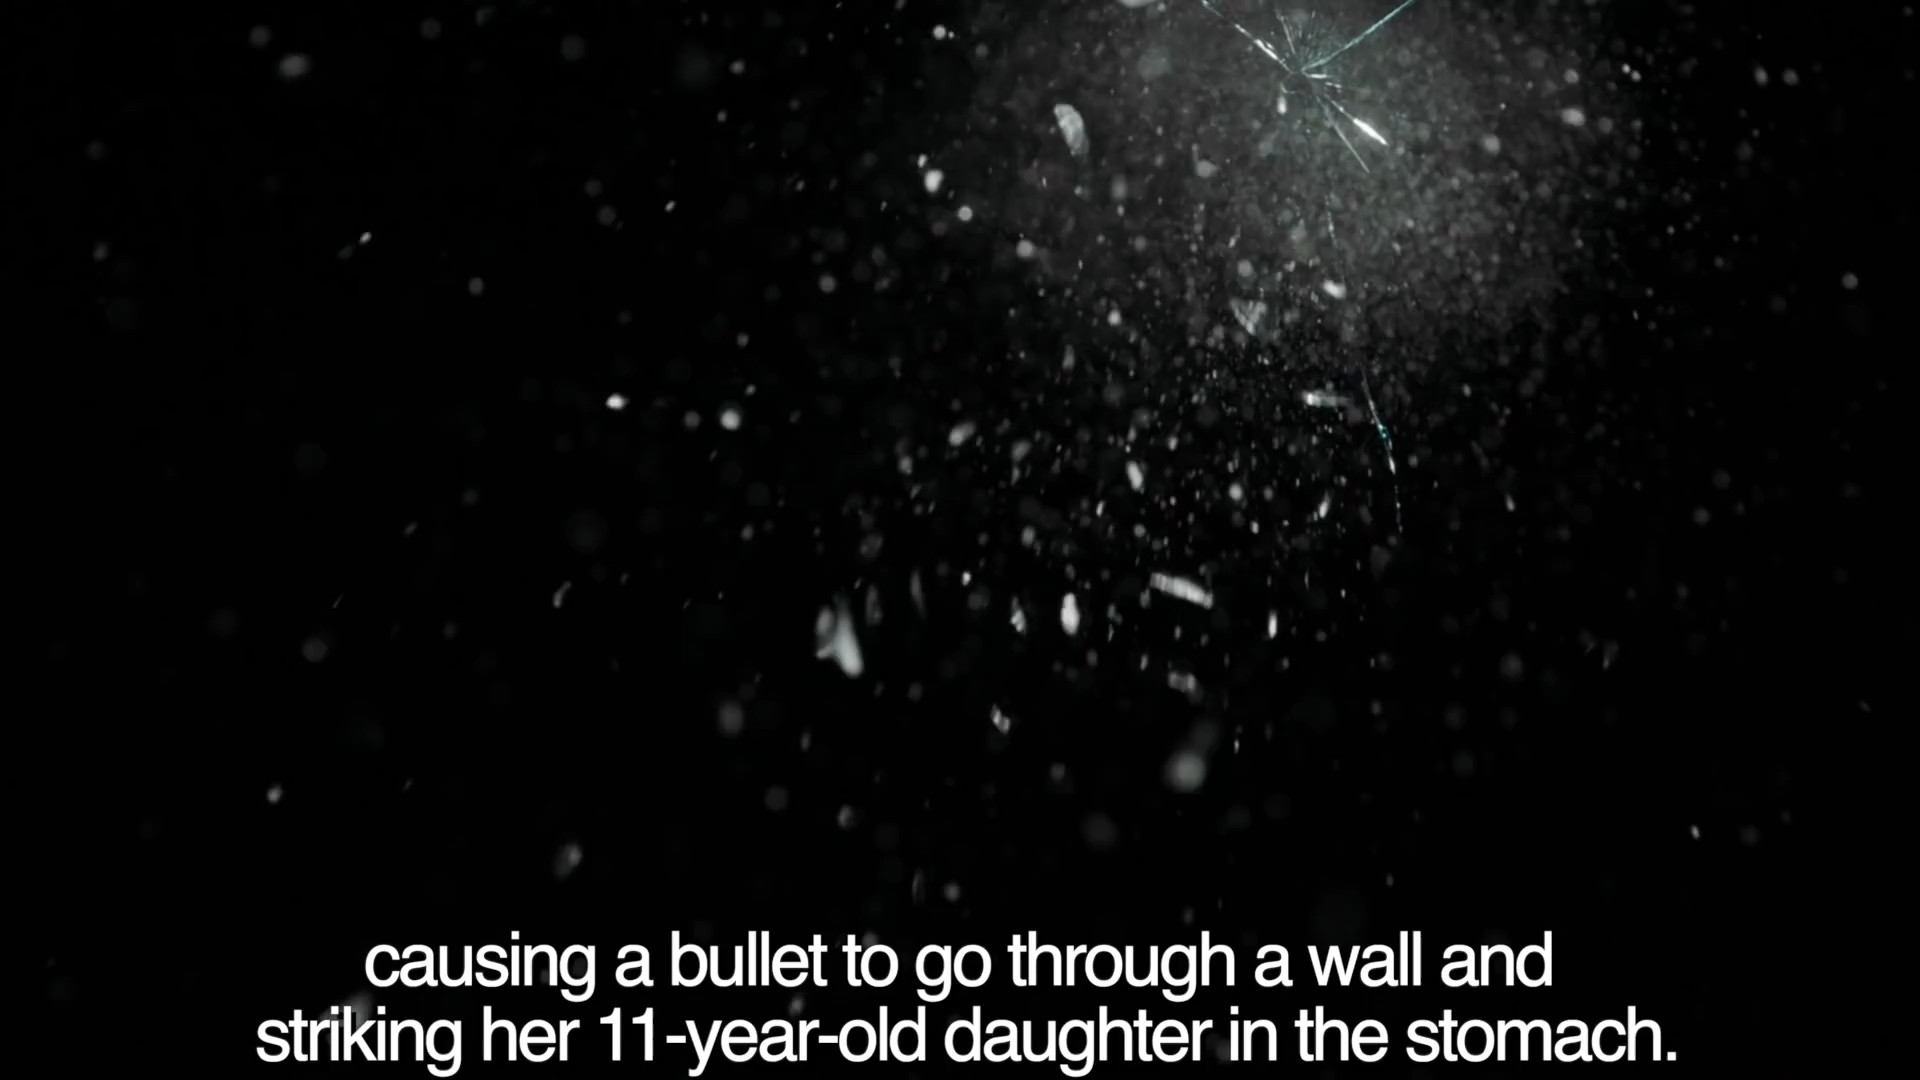 causing a bullet to go through a wall and
striking her 11-year-old daughter in the stomach.